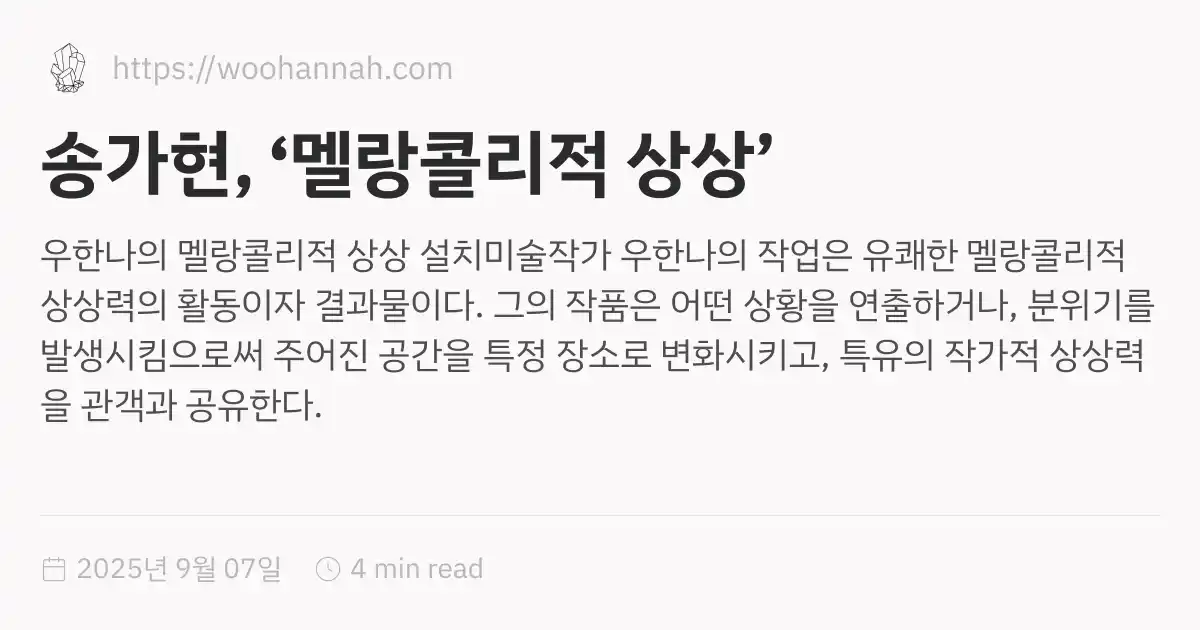 https://woohannah.com
송가현, ‘멜랑콜리적 상상’
우한나의 멜랑콜리적 상상 설치미술작가 우한나의 작업은 유쾌한 멜랑콜리적
상상력의 활동이자 결과물이다. 그의 작품은 어떤 상황을 연출하거나, 분위기를
발생시킴으로써 주어진 공간을 특정 장소로 변화시키고, 특유의 작가적 상상력
을 관객과 공유한다.
2025년 9월 07일 4 min read